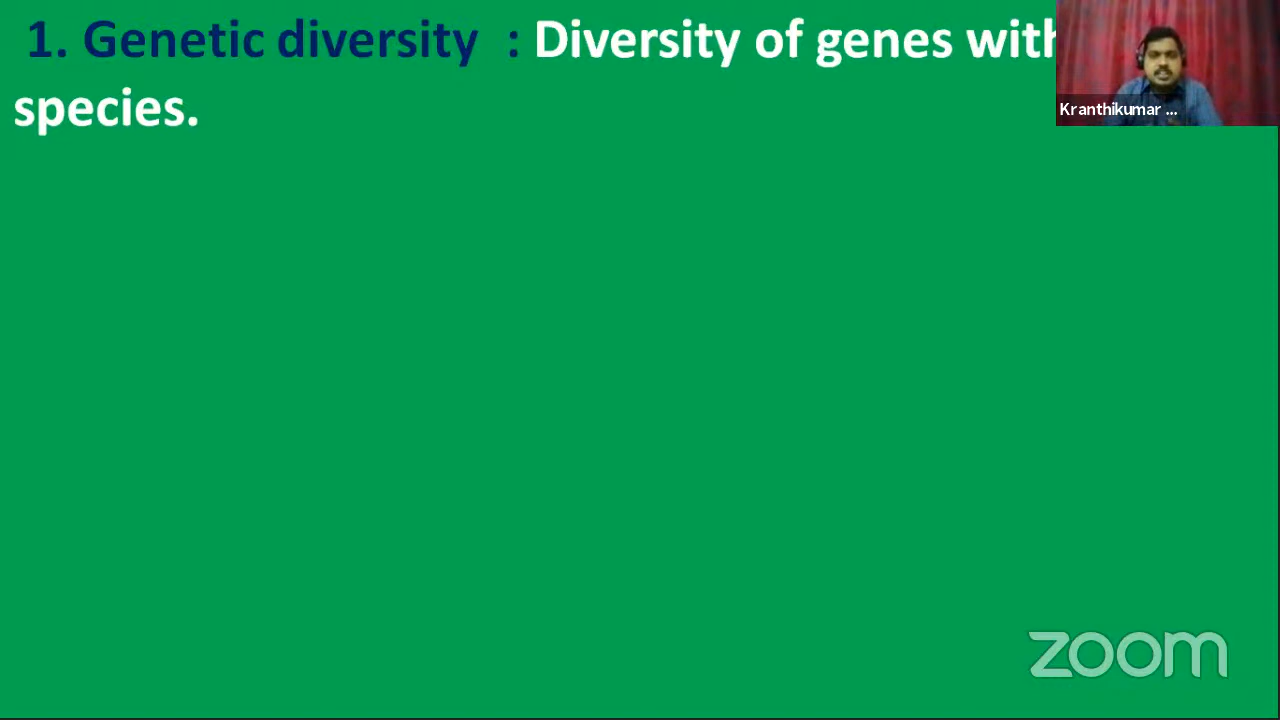 1. Genetic diversity : Diversity of genes with
species.
Kranthikumar ...
zoom